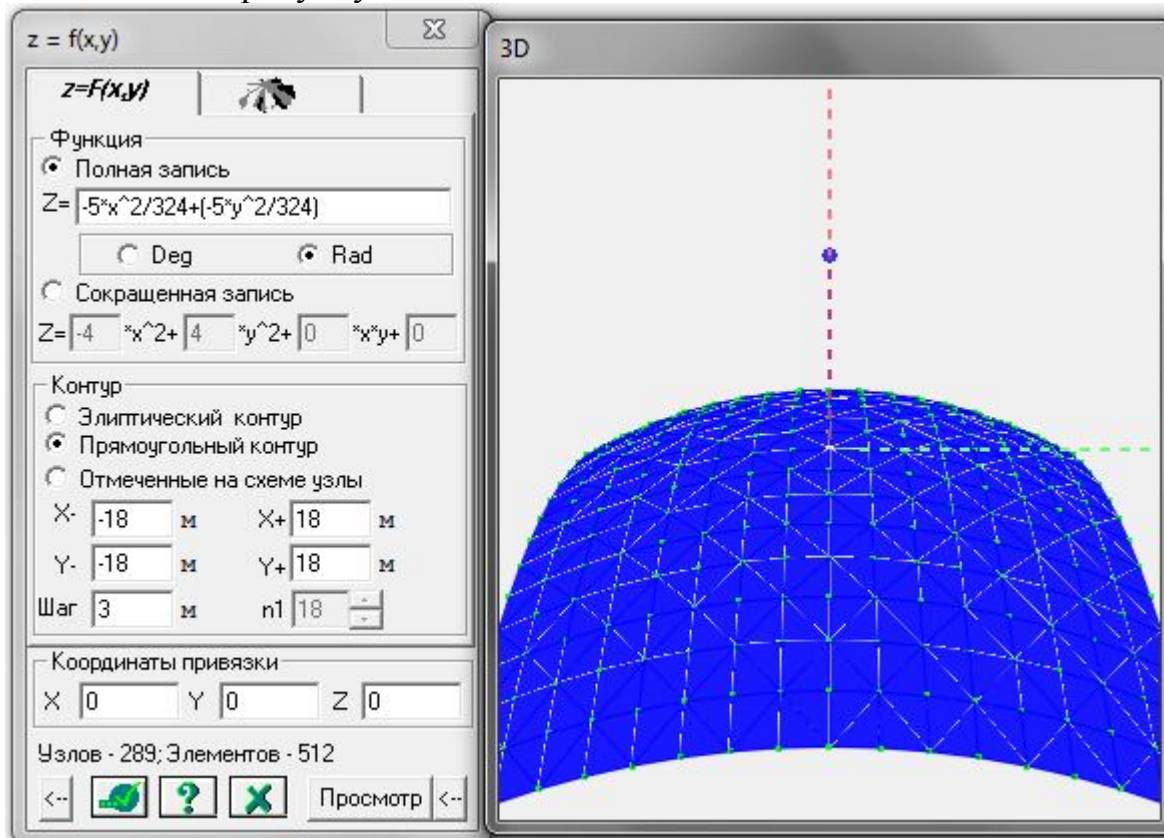 z = f(x,y)
z=F(x,y)
Функция
Полная запись
Z= -5*x^2/324+(-5*y^2/324)
Deg Rad
Сокращенная запись
Z= -4 *x^2+ 4 *y^2+ 0 *x*y+ 0
Контур
Элиптический контур
Прямоугольный контур
Отмеченные на схеме узлы
X- -18 м X+ 18 м
Y- -18 м Y+ 18 м
Шаг 3 м n1 18
Координаты привязки
X 0 Y 0 Z 0
Узлов - 289; Элементов - 512
<-- ? Просмотр <--
3D